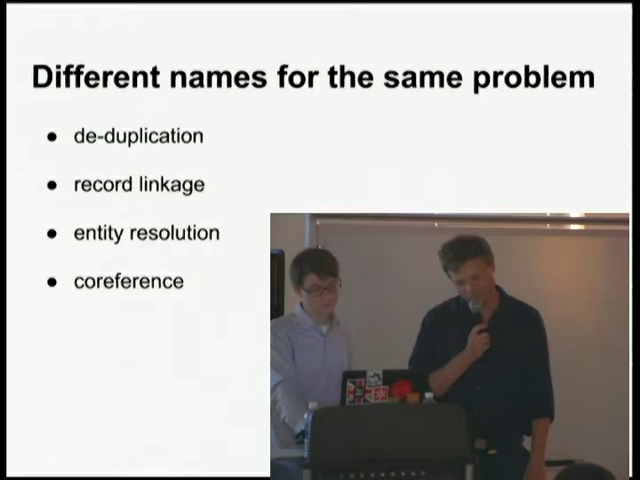 Different names for the same problem
● de-duplication
● record linkage
● entity resolution
● coreference